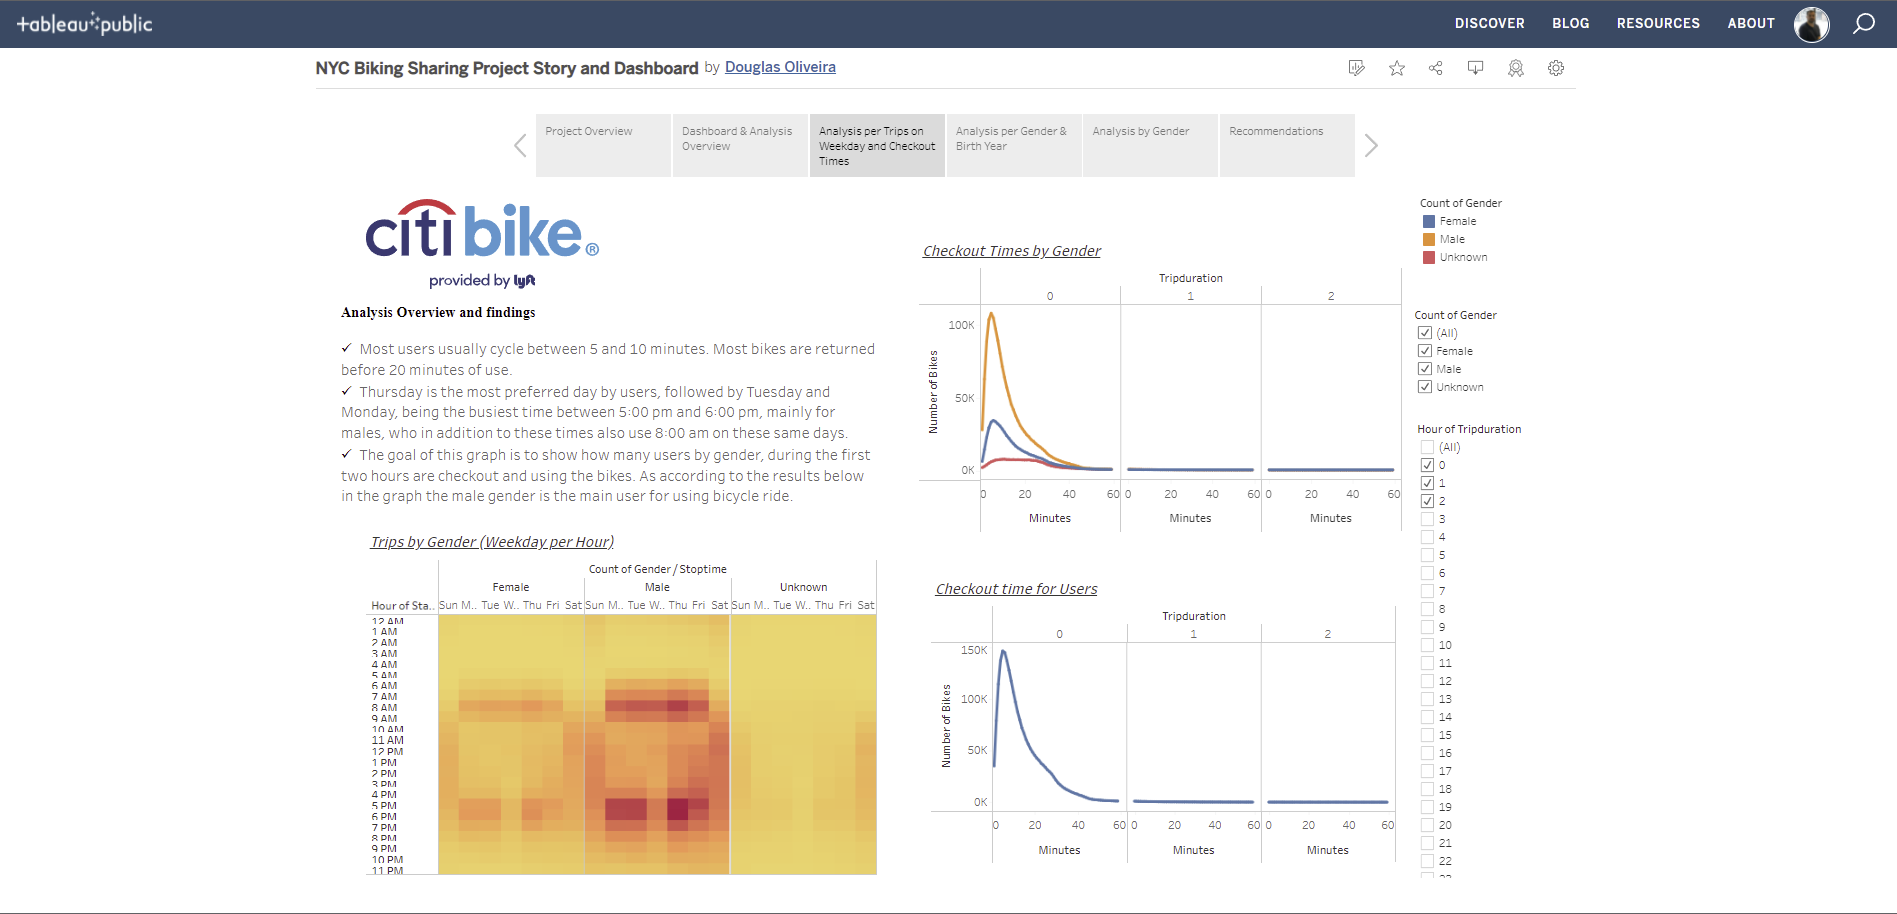 +ableau public
DISCOVER BLOG RESOURCES ABOUT
NYC Biking Sharing Project Story and Dashboard by Douglas Oliveira
Project Overview
Dashboard & Analysis
Overview
Analysis per Trips on
Weekday and Checkout
Times
Analysis per Gender &
Birth Year
Analysis by Gender
Recommendations
citi bike®
provided by lyft
Analysis Overview and findings
✓ Most users usually cycle between 5 and 10 minutes. Most bikes are returned
before 20 minutes of use.
✓ Thursday is the most preferred day by users, followed by Tuesday and
Monday, being the busiest time between 5:00 pm and 6:00 pm, mainly for
males, who in addition to these times also use 8:00 am on these same days.
✓ The goal of this graph is to show how many users by gender, during the first
two hours are checkout and using the bikes. As according to the results below
in the graph the male gender is the main user for using bicycle ride.
Trips by Gender (Weekday per Hour)
Count of Gender / Stoptime
Female Male Unknown
Hour of Sta.. Sun M.. Tue W.. Thu Fri Sat Sun M.. Tue W.. Thu Fri Sat Sun M.. Tue W.. Thu Fri Sat
12 AM
1 AM
2 AM
3 AM
4 AM
5 AM
6 AM
7 AM
8 AM
9 AM
10 AM
11 AM
12 PM
1 PM
2 PM
3 PM
4 PM
5 PM
6 PM
7 PM
8 PM
9 PM
10 PM
11 PM
Checkout Times by Gender
Tripduration
0 1 2
Number of Bikes
100K
50K
0K
0 20 40 60 0 20 40 60 0 20 40 60
Minutes Minutes Minutes
Checkout time for Users
Tripduration
0 1 2
Number of Bikes
150K
100K
50K
0K
0 20 40 60 0 20 40 60 0 20 40 60
Minutes Minutes Minutes
Count of Gender
Female
Male
Unknown
Count of Gender
(All)
Female
Male
Unknown
Hour of Tripduration
(All)
0
1
2
3
4
5
6
7
8
9
10
11
12
13
14
15
16
17
18
19
20
21
22